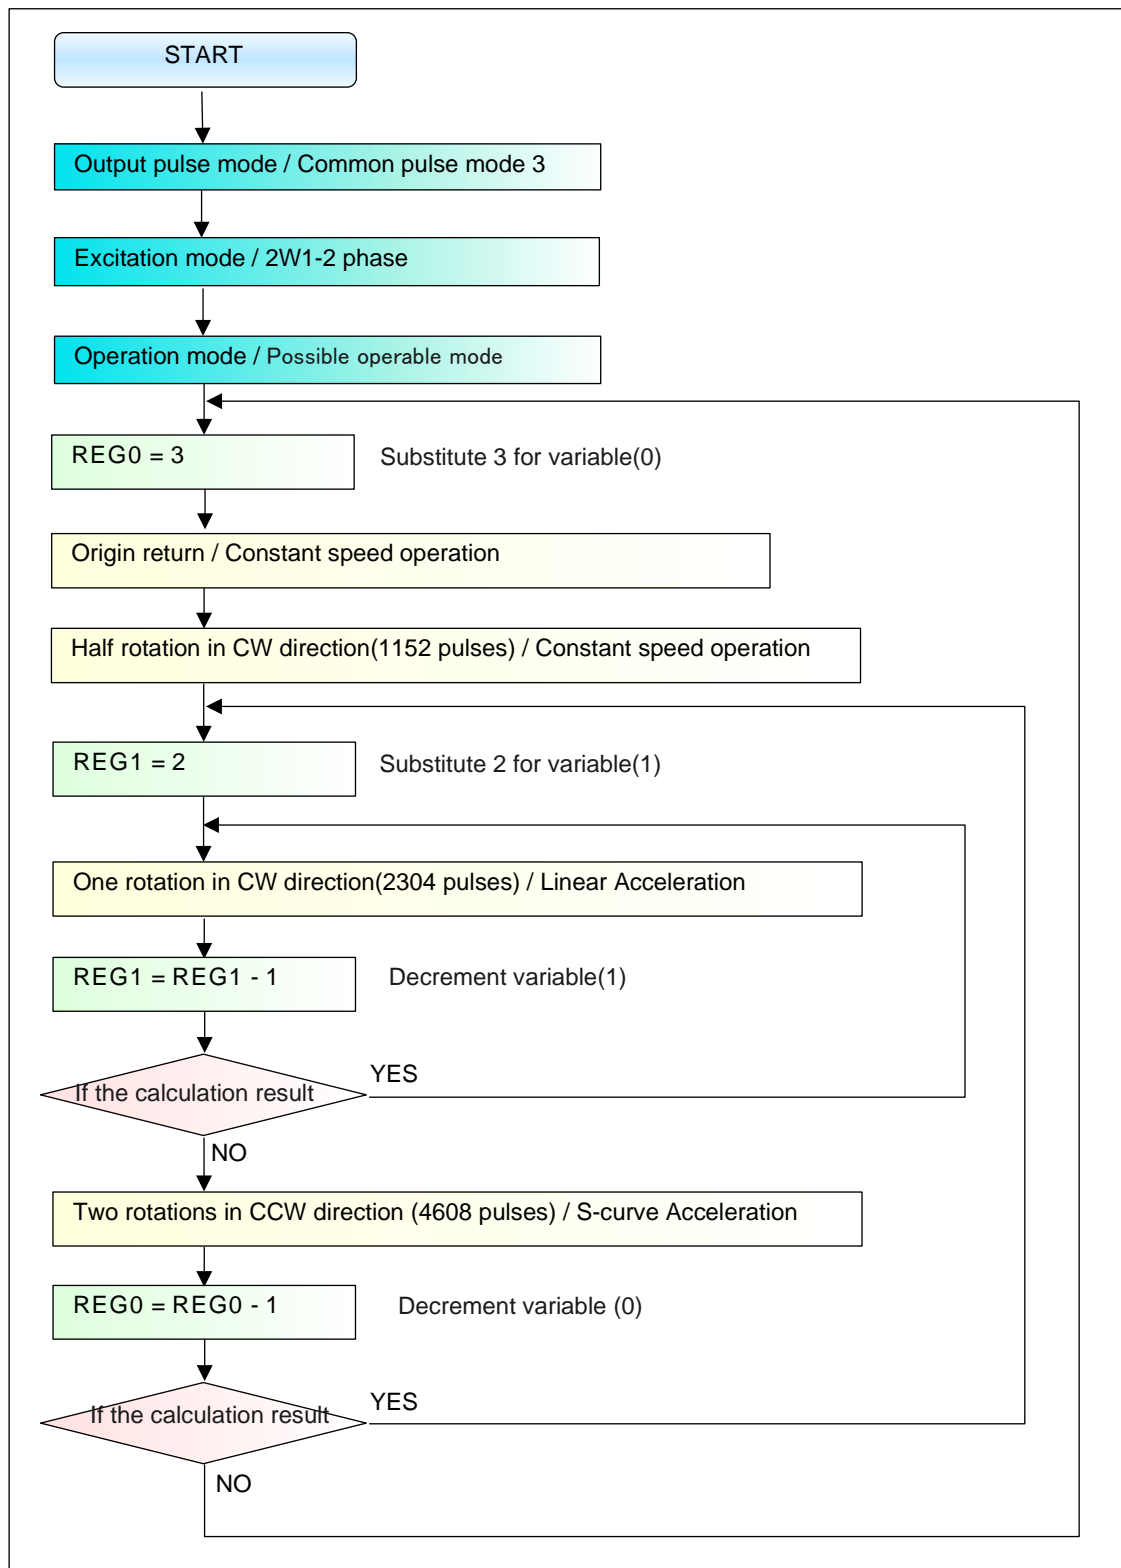 START
Output pulse mode / Common pulse mode 3
Excitation mode / 2W1-2 phase
Operation mode / Possible operable mode
REG0 = 3
Substitute 3 for variable(0)
Origin return / Constant speed operation
Half rotation in CW direction(1152 pulses) / Constant speed operation
REG1 = 2
Substitute 2 for variable(1)
One rotation in CW direction(2304 pulses) / Linear Acceleration
REG1 = REG1 - 1
Decrement variable(1)
If the calculation result
YES
NO
Two rotations in CCW direction (4608 pulses) / S-curve Acceleration
REG0 = REG0 - 1
Decrement variable (0)
If the calculation result
YES
NO